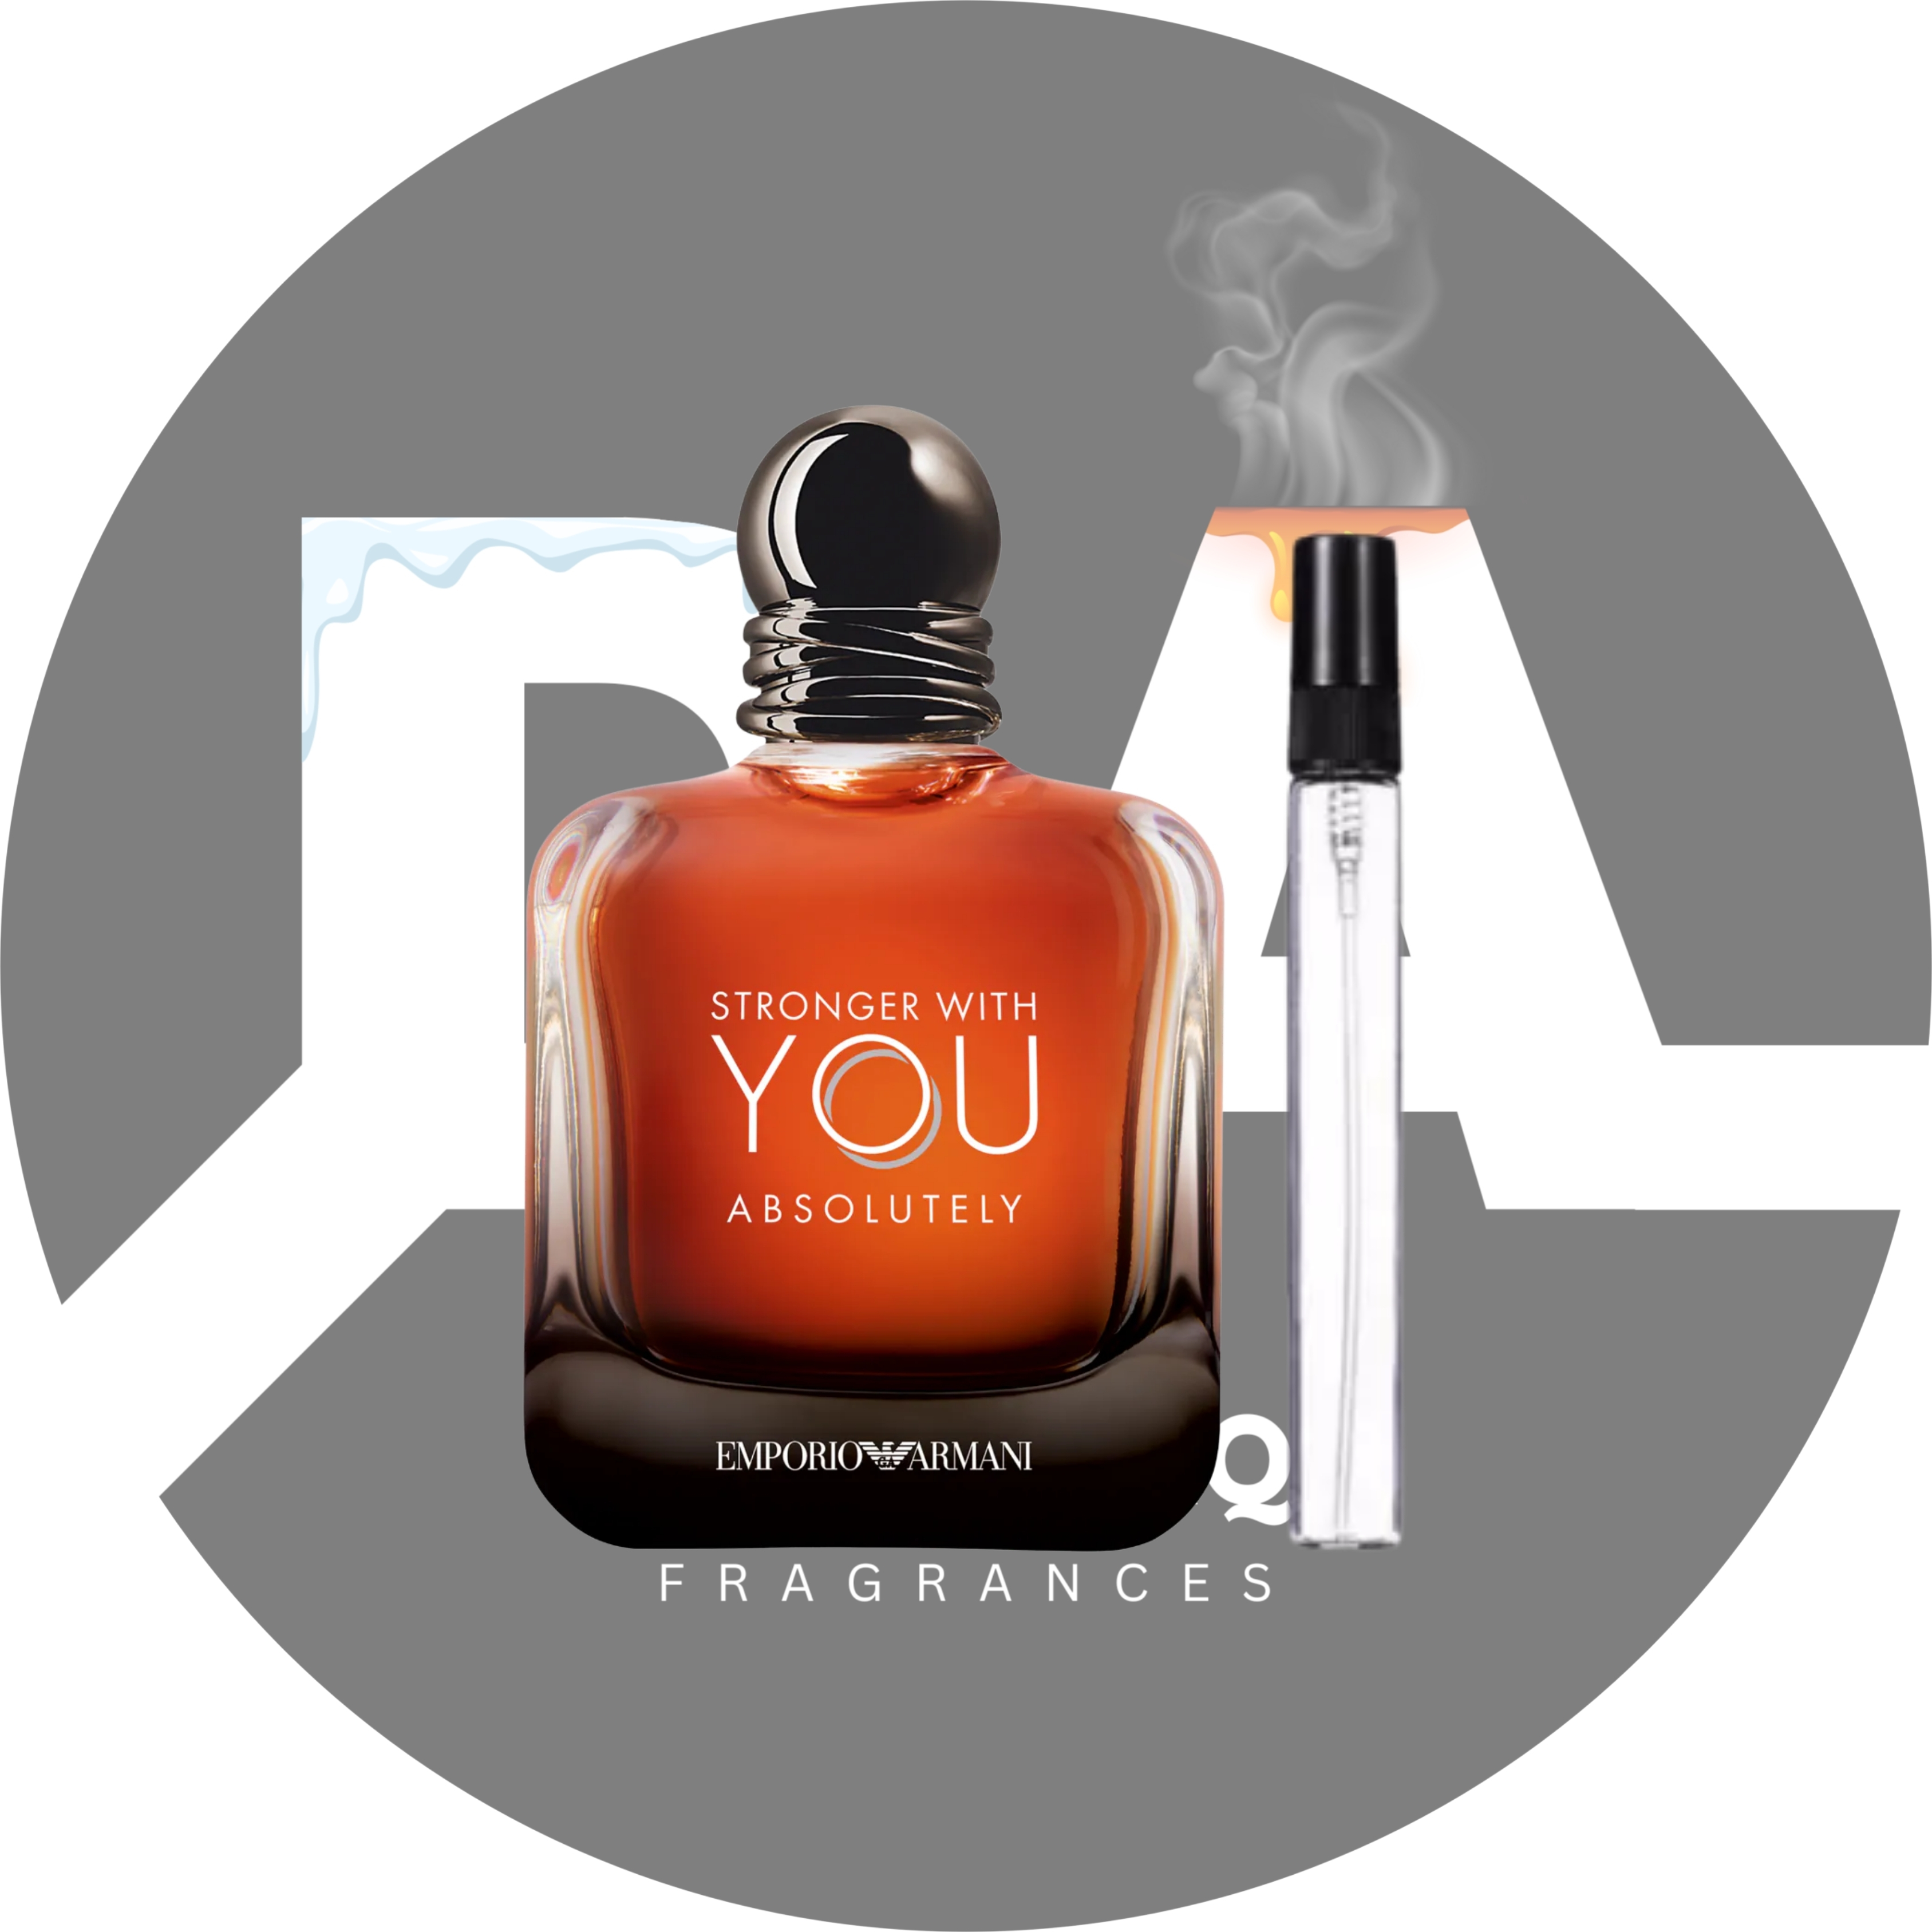 STRONGER WITH
YOU
ABSOLUTELY
EMPORIO ARMANI
Q
FRAGRANCES